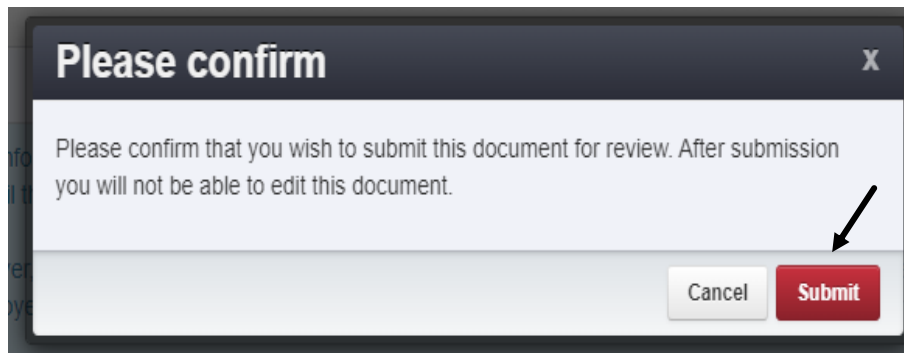 Please confirm
x
Please confirm that you wish to submit this document for review. After submission
you will not be able to edit this document.
Cancel Submit